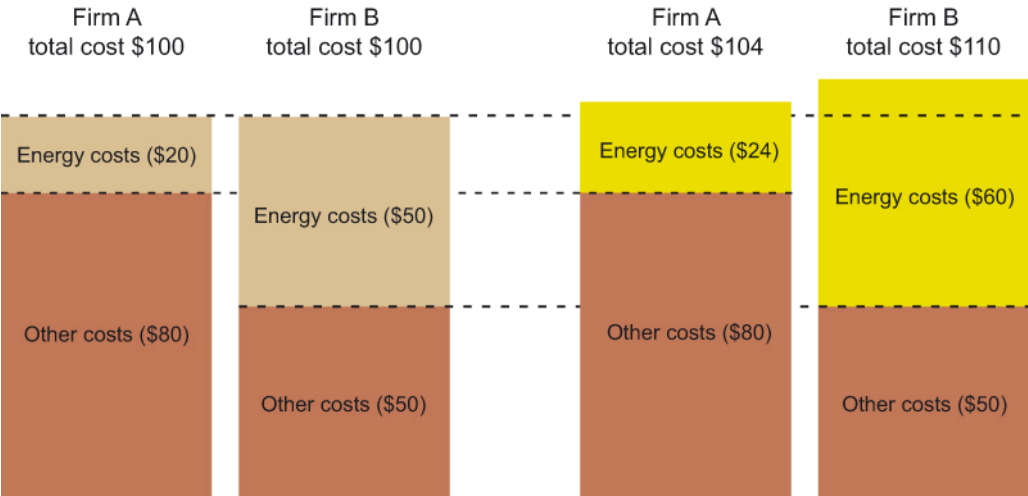 Firm A
total cost $100
Energy costs ($20)
Other costs ($80)
Firm B
total cost $100
Energy costs ($50)
Other costs ($50)
Firm A
total cost $104
Energy costs ($24)
Other costs ($80)
Firm B
total cost $110
Energy costs ($60)
Other costs ($50)